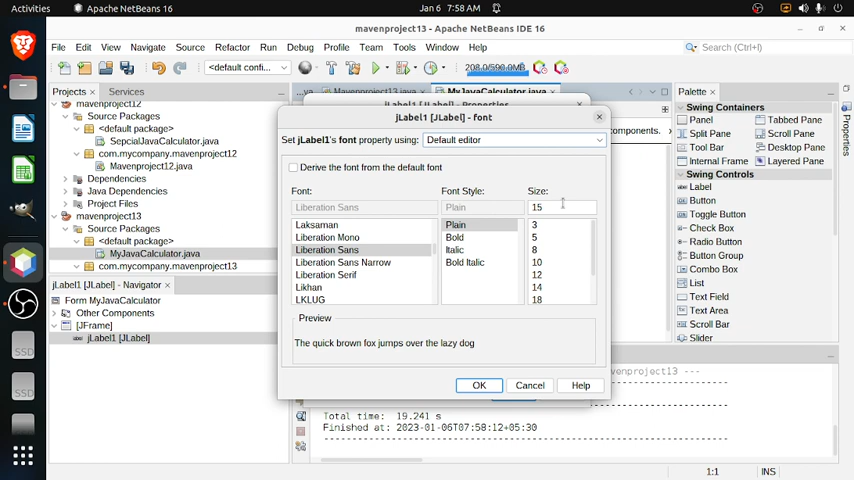 Activities
Apache NetBeans IDE 16
Jan 6 7:58 AM
mavenproject13 - Apache NetBeans IDE 16
File Edit View Navigate Source Refactor Run Debug Profile Team Tools Window Help
Search (Ctrl+I)
<default confi...
208.0/590.0MB
Projects
Services
Mavenproject13.java
MyJavaCalculator.java
Palette
mavenproject12
Source Packages
<default package>
SepcialJavaCalculator.java
com.mycompany.mavenproject12
Mavenproject12.java
Dependencies
Java Dependencies
Project Files
mavenproject13
Source Packages
<default package>
MyJavaCalculator.java
com.mycompany.mavenproject13
jLabel1 [JLabel] - Navigator
Form MyJavaCalculator
Other Components
[JFrame]
jLabel1 [JLabel]
jLabel1 [JLabel] - Properties
jLabel1 [JLabel] - font
Set jLabel1's font property using: Default editor
Derive the font from the default font
Font: Font Style: Size:
Liberation Sans Plain 15
Laksaman Plain 3
Liberation Mono Bold 5
Liberation Sans Italic 8
Liberation Sans Narrow Bold Italic 10
Liberation Serif 12
Likhan 14
LKLUG 18
Preview
The quick brown fox jumps over the lazy dog
OK Cancel Help
omponents.
Swing Containers
Panel Tabbed Pane
Split Pane Scroll Pane
Tool Bar Desktop Pane
Internal Frame Layered Pane
Swing Controls
Label
Button
Toggle Button
Check Box
Radio Button
Button Group
Combo Box
List
Text Field
Text Area
Scroll Bar
Slider
Properties
venproject13 ---
Total time: 19.241 s
Finished at: 2023-01-06T07:58:12+05:30
1:1 INS
SSD
SSD